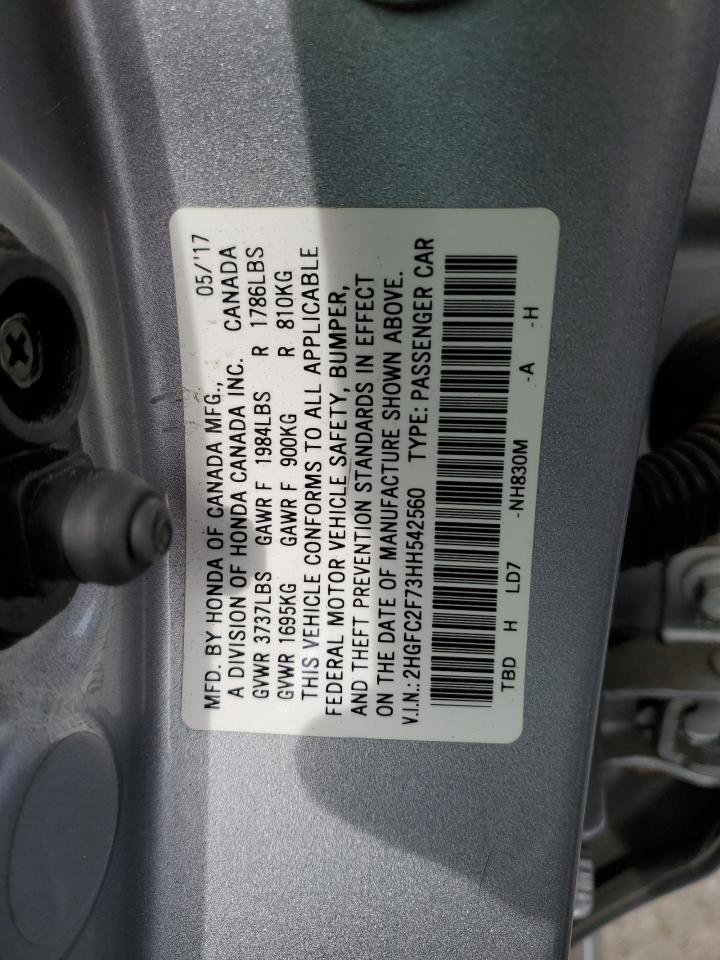 05/'17
MFD. BY HONDA OF CANADA MFG.,
A DIVISION OF HONDA CANADA INC. CANADA
GVWR 3737LBS GAWR F 1984LBS R 1786LBS
GVWR 1695KG GAWR F 900KG R 810KG
THIS VEHICLE CONFORMS TO ALL APPLICABLE
FEDERAL MOTOR VEHICLE SAFETY, BUMPER,
AND THEFT PREVENTION STANDARDS IN EFFECT
ON THE DATE OF MANUFACTURE SHOWN ABOVE.
V.I.N.: 2HGFC2F73HH542560 TYPE: PASSENGER CAR
TBD H LD7 -NH830M -A -H